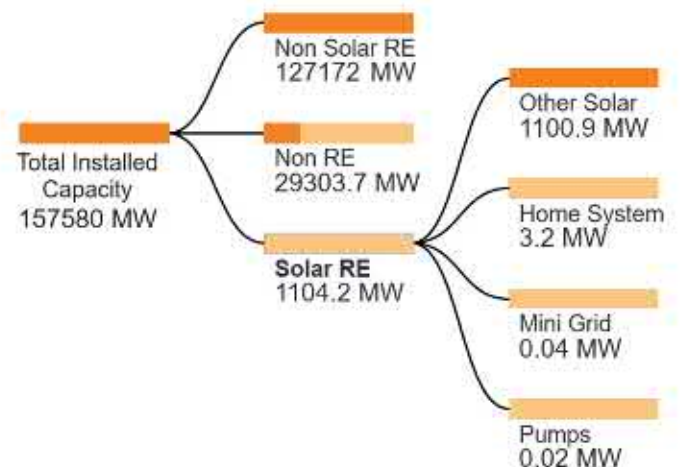 Total Installed
Capacity
157580 MW
Non Solar RE
127172 MW
Non RE
29303.7 MW
Solar RE
1104.2 MW
Other Solar
1100.9 MW
Home System
3.2 MW
Mini Grid
0.04 MW
Pumps
0.02 MW